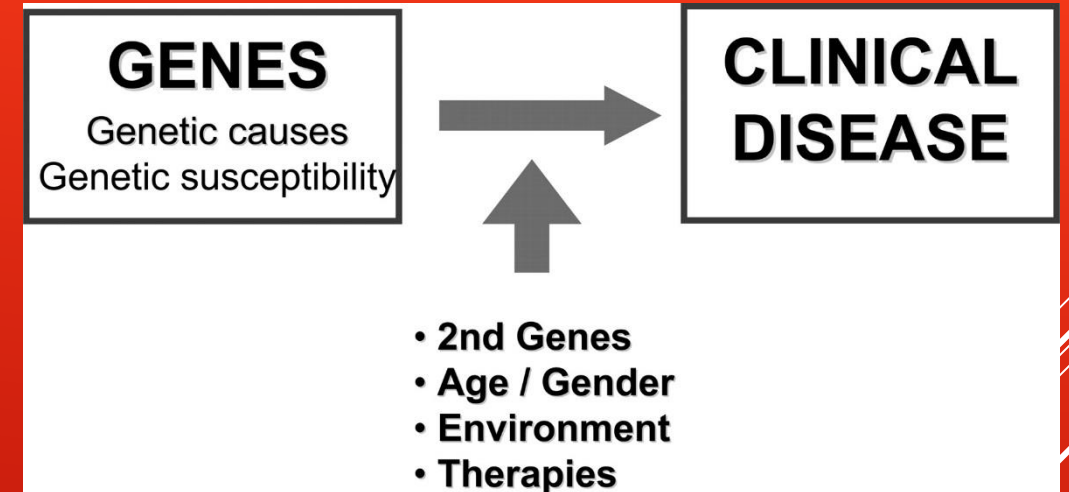 GENES
Genetic causes
Genetic susceptibility
CLINICAL
DISEASE
• 2nd Genes
• Age / Gender
• Environment
• Therapies